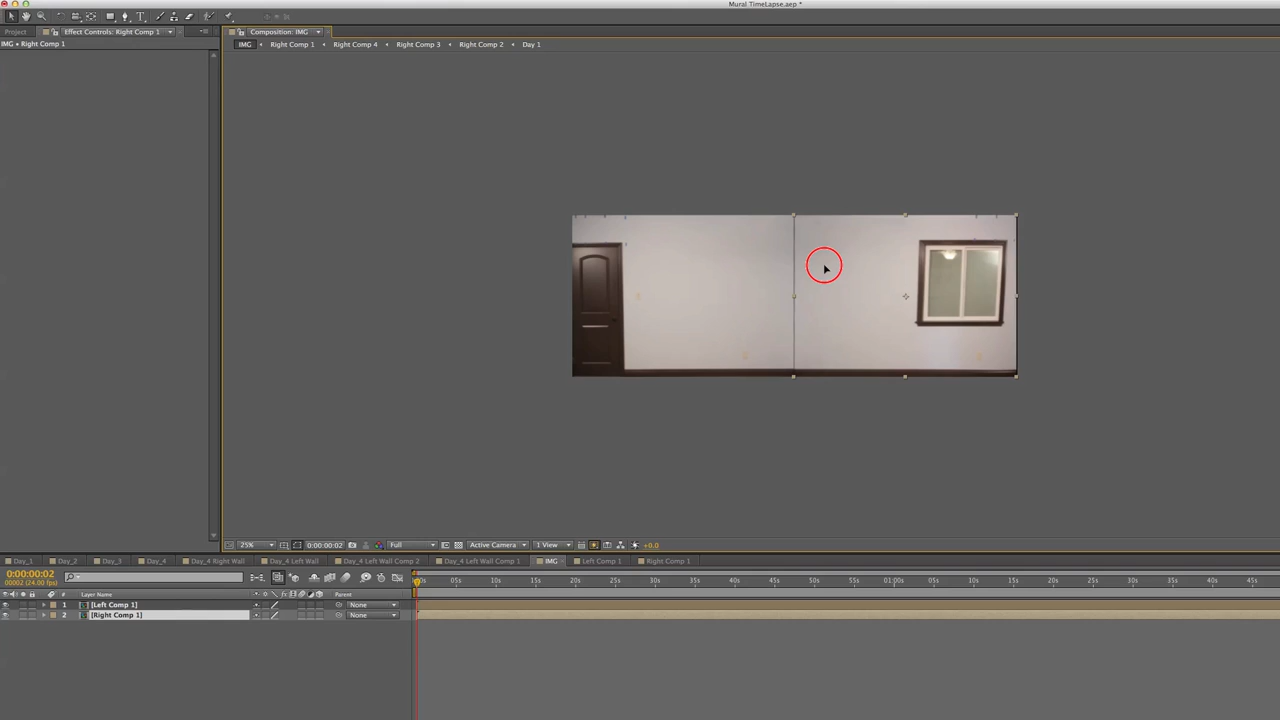 Mural TimeLapse.aep *
Project
Effect Controls: Right Comp 1
Composition: IMG
IMG • Right Comp 1
IMG
Right Comp 1
Right Comp 4
Right Comp 3
Right Comp 2
Day 1
25%
0:00:00:02
Full
Active Camera
1 View
+0.0
Day_1
Day_2
Day_3
Day_4
Day_4 Right Wall
Day_4 Left Wall
Day_4 Left Wall Comp 2
Day_4 Left Wall Comp 1
IMG
Left Comp 1
Right Comp 1
0:00:00:02
00002 (24.00 fps)
05s
10s
15s
20s
25s
30s
35s
40s
45s
50s
55s
01:00s
05s
10s
15s
20s
25s
30s
35s
40s
45s
#
Layer Name
Parent
1
[Left Comp 1]
None
2
[Right Comp 1]
None